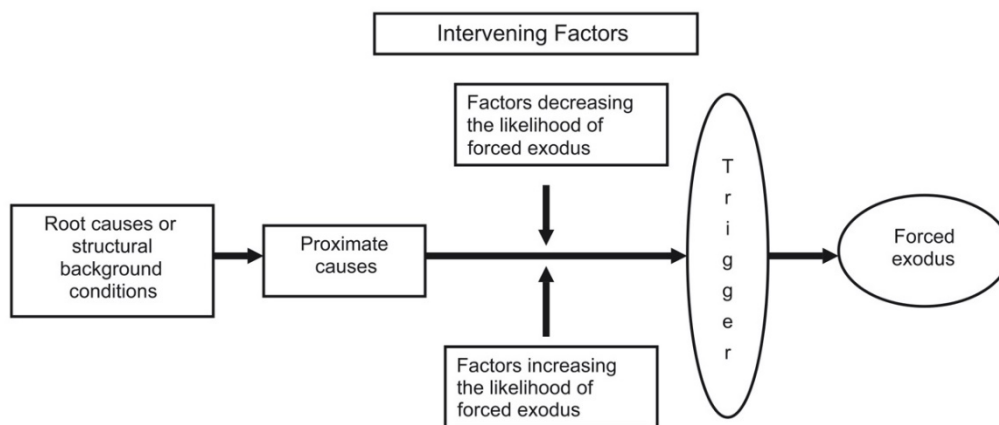 Intervening Factors
Factors decreasing
the likelihood of
forced exodus
Root causes or
structural
background
conditions
Proximate
causes
Factors increasing
the likelihood of
forced exodus
Trigger
Forced
exodus